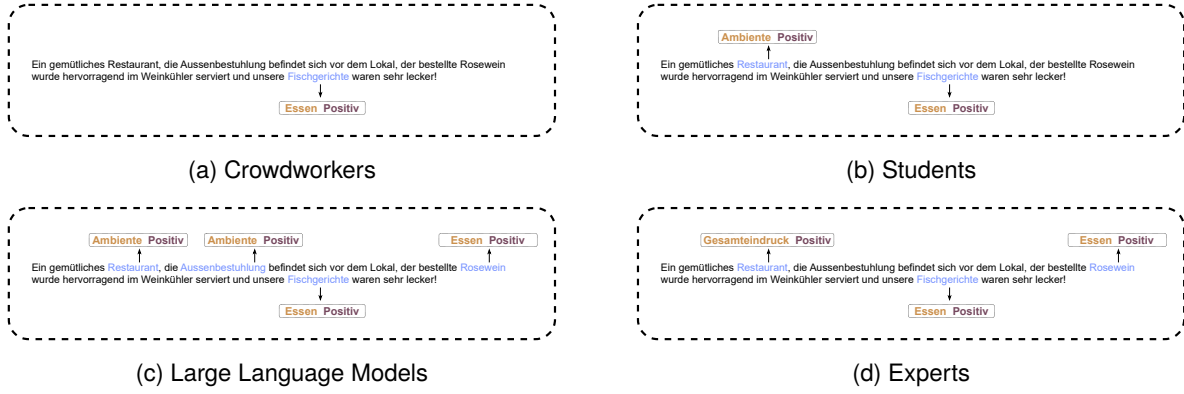 Ein gemütliches Restaurant, die Aussenbestuhlung befindet sich vor dem Lokal, der bestellte Rosewein
wurde hervorragend im Weinkühler serviert und unsere Fischgerichte waren sehr lecker!
Essen Positiv
(a) Crowdworkers
Ambiente Positiv
Ein gemütliches Restaurant, die Aussenbestuhlung befindet sich vor dem Lokal, der bestellte Rosewein
wurde hervorragend im Weinkühler serviert und unsere Fischgerichte waren sehr lecker!
Essen Positiv
(b) Students
Ambiente Positiv Ambiente Positiv Essen Positiv
Ein gemütliches Restaurant, die Aussenbestuhlung befindet sich vor dem Lokal, der bestellte Rosewein
wurde hervorragend im Weinkühler serviert und unsere Fischgerichte waren sehr lecker!
Essen Positiv
(c) Large Language Models
Gesamteindruck Positiv Essen Positiv
Ein gemütliches Restaurant, die Aussenbestuhlung befindet sich vor dem Lokal, der bestellte Rosewein
wurde hervorragend im Weinkühler serviert und unsere Fischgerichte waren sehr lecker!
Essen Positiv
(d) Experts